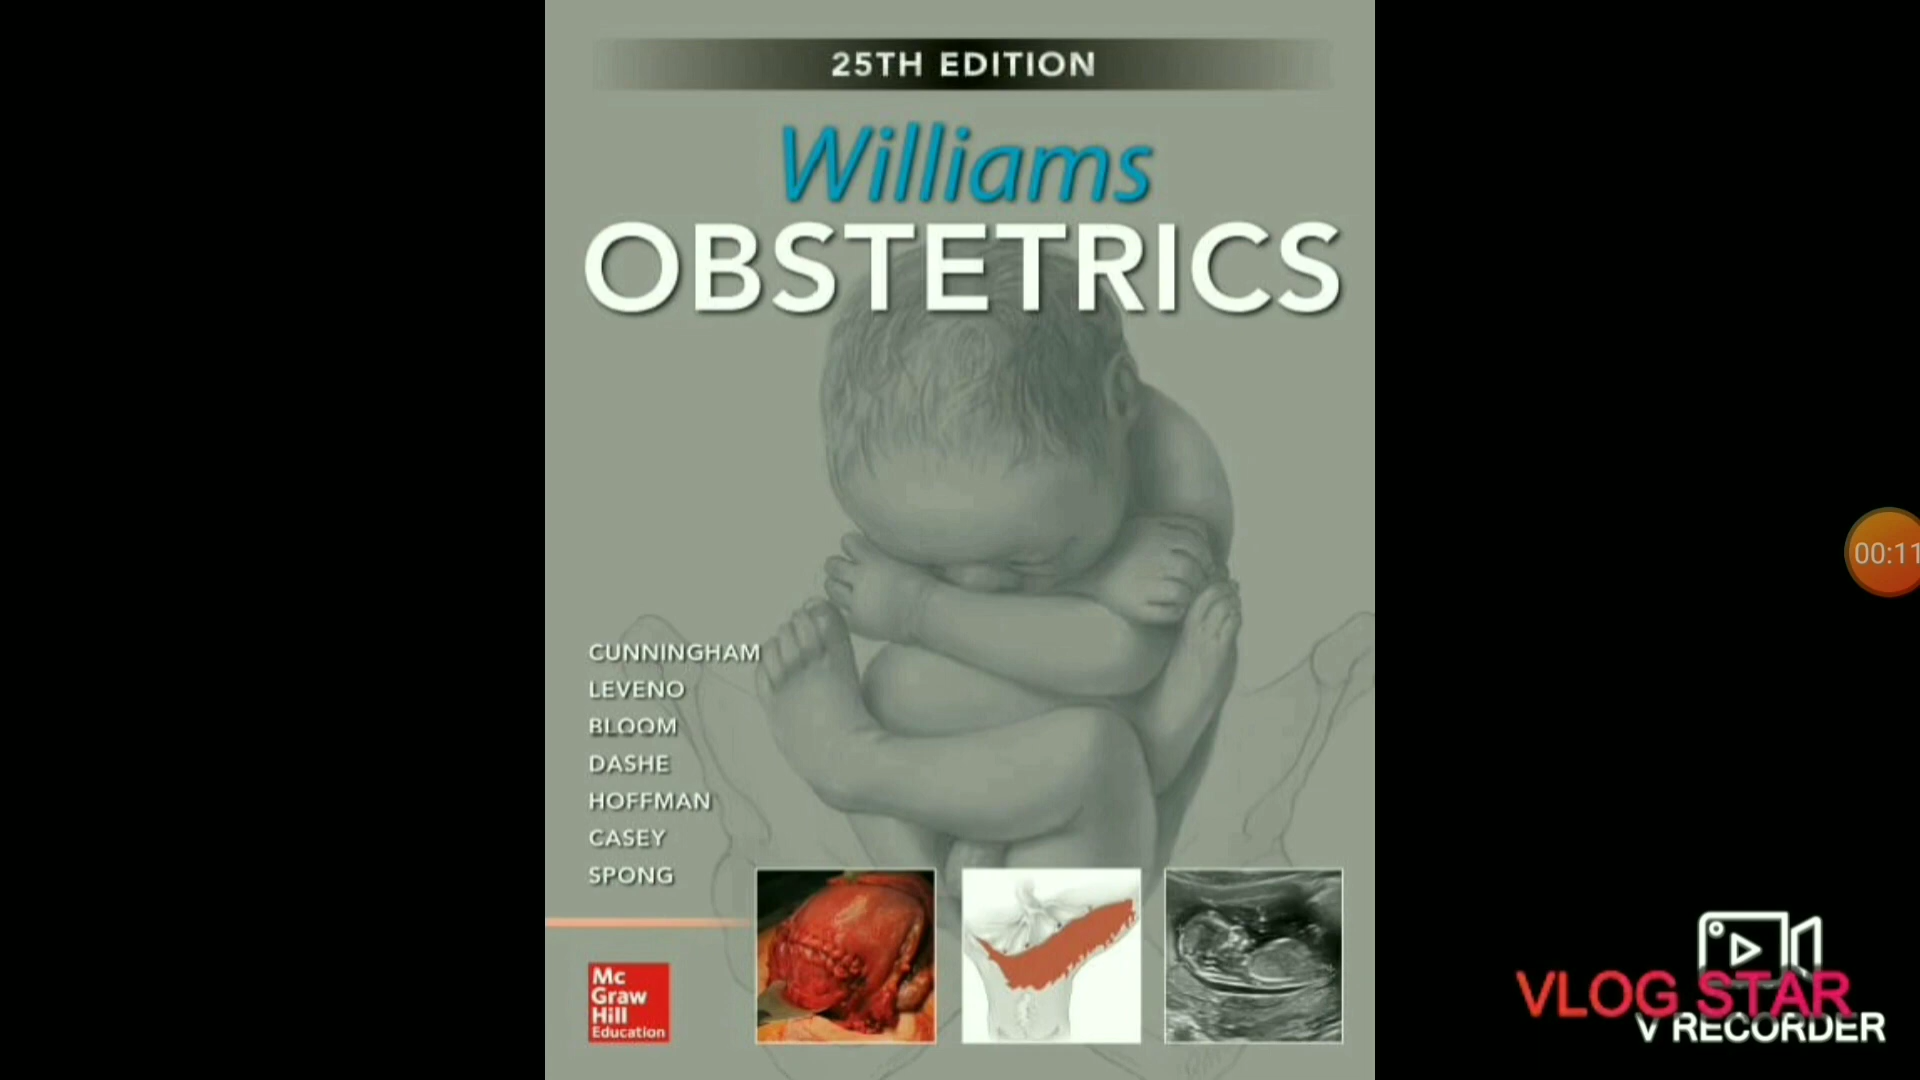 25TH EDITION
Williams
OBSTETRICS
CUNNINGHAM
LEVENO
BLOOM
DASHE
HOFFMAN
CASEY
SPONG
Mc
Graw
Hill
Education
00:11
VLOG STAR
V RECORDER